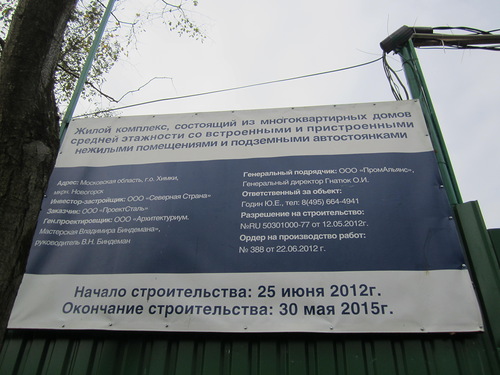 Жилой комплекс, состоящий из многоквартирных домов
средней этажности со встроенными и пристроенными
нежилыми помещениями и подземными автостоянками
Адрес: Московская область, г.о. Химки,
мкрн. Новогорск
Инвестор-застройщик: ООО «Северная Страна»
Заказчик: ООО «ПроектСталь»
Ген.проектировщик: ООО «Архитектуриум.
Мастерская Владимира Биндемана»,
руководитель В.Н. Биндеман
Генеральный подрядчик: ООО «ПромАльянс»,
Генеральный директор Гнатюк О.И.
Ответственный за объект:
Годин Ю.Е., тел: 8(495) 664-4941
Разрешение на строительство:
№RU 50301000-77 от 12.05.2012г.
Ордер на производство работ:
№ 388 от 22.06.2012 г.
Начало строительства: 25 июня 2012г.
Окончание строительства: 30 мая 2015г.